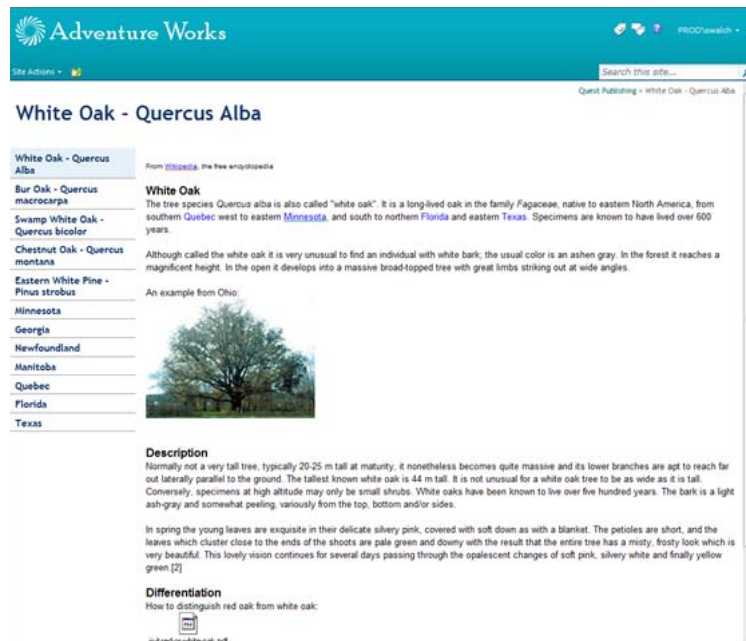 Adventure Works
PROD\swalch
Site Actions
Search this site...
Quest Publishing › White Oak - Quercus Alba
White Oak - Quercus Alba
White Oak - Quercus
Alba
Bur Oak - Quercus
macrocarpa
Swamp White Oak -
Quercus bicolor
Chestnut Oak - Quercus
montana
Eastern White Pine -
Pinus strobus
Minnesota
Georgia
Newfoundland
Manitoba
Quebec
Florida
Texas
From Wikipedia, the free encyclopedia
White Oak
The tree species Quercus alba is also called "white oak". It is a long-lived oak in the family Fagaceae, native to eastern North America, from
southern Quebec west to eastern Minnesota, and south to northern Florida and eastern Texas. Specimens are known to have lived over 600
years.
Although called the white oak it is very unusual to find an individual with white bark; the usual color is an ashen gray. In the forest it reaches a
magnificent height. In the open it develops into a massive broad-topped tree with great limbs striking out at wide angles.
An example from Ohio:
Description
Normally not a very tall tree, typically 20-25 m tall at maturity, it nonetheless becomes quite massive and its lower branches are apt to reach far
out laterally parallel to the ground. The tallest known white oak is 44 m tall. It is not unusual for a white oak tree to be as wide as it is tall.
Conversely, specimens at high altitude may only be small shrubs. White oaks have been known to live over five hundred years. The bark is a light
ash-gray and somewhat peeling, variously from the top, bottom and/or sides.
In spring the young leaves are exquisite in their delicate silvery pink, covered with soft down as with a blanket. The petioles are short, and the
leaves which cluster close to the ends of the shoots are pale green and downy with the result that the entire tree has a misty, frosty look which is
very beautiful. This lovely vision continues for several days passing through the opalescent changes of soft pink, silvery white and finally yellow
green.[2]
Differentiation
How to distinguish red oak from white oak: